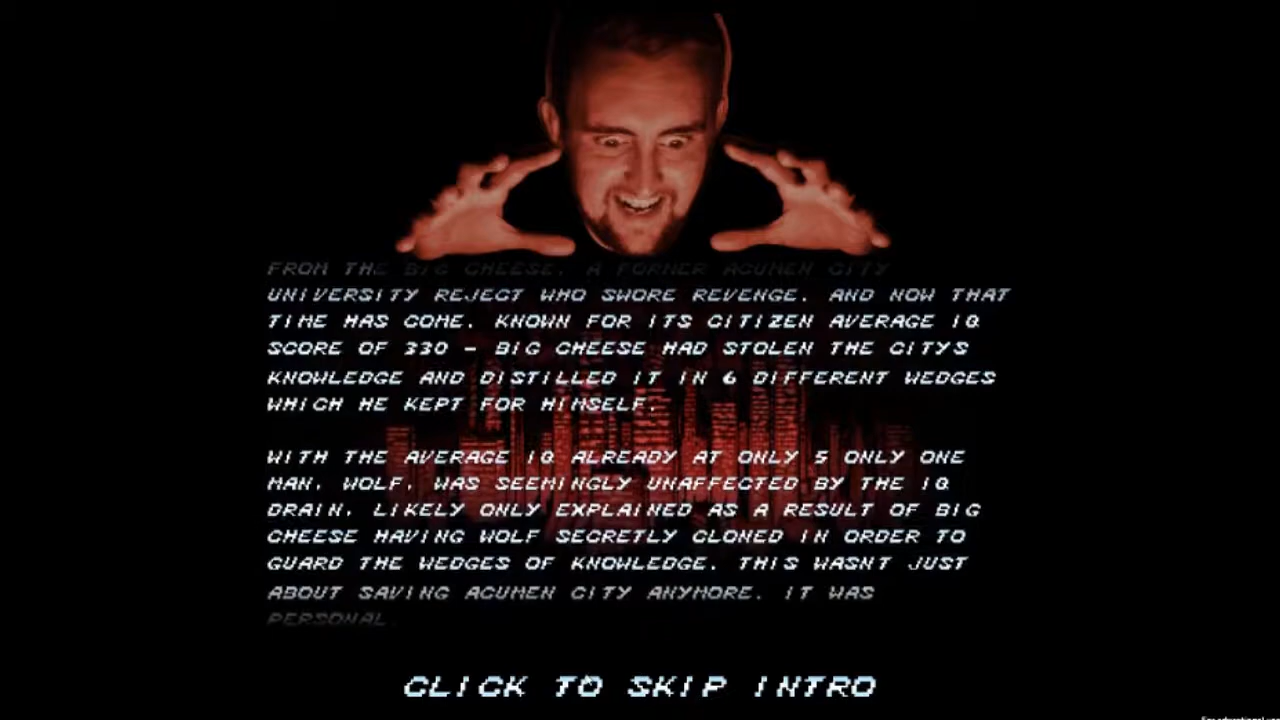 FROM THE BIG CHEESE. A FORMER ACUMEN CITY
UNIVERSITY REJECT WHO SWORE REVENGE. AND NOW THAT
TIME HAS COME. KNOWN FOR ITS CITIZEN AVERAGE IQ
SCORE OF 330 - BIG CHEESE HAD STOLEN THE CITYS
KNOWLEDGE AND DISTILLED IT IN 6 DIFFERENT WEDGES
WHICH HE KEPT FOR HIMSELF.
WITH THE AVERAGE IQ ALREADY AT ONLY 5 ONLY ONE
MAN, WOLF, WAS SEEMINGLY UNAFFECTED BY THE IQ
DRAIN, LIKELY ONLY EXPLAINED AS A RESULT OF BIG
CHEESE HAVING WOLF SECRETLY CLONED IN ORDER TO
GUARD THE WEDGES OF KNOWLEDGE. THIS WASNT JUST
ABOUT SAVING ACUMEN CITY ANYMORE. IT WAS
PERSONAL.
CLICK TO SKIP INTRO